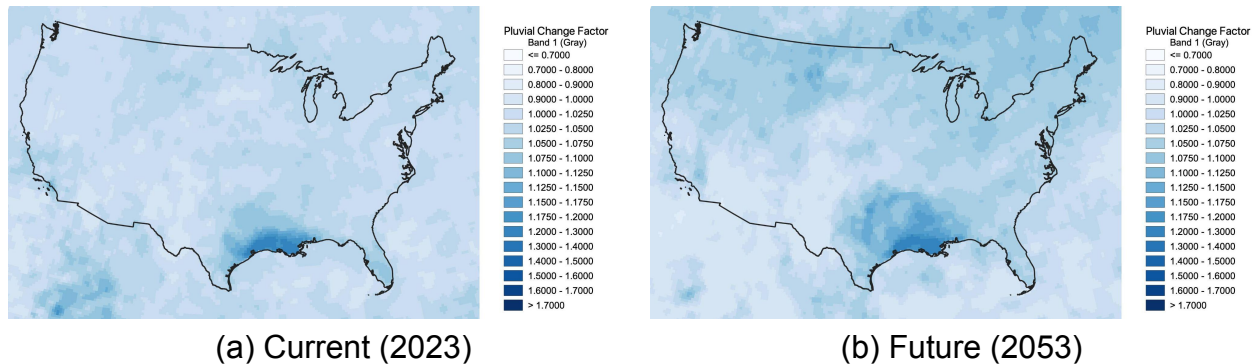 Pluvial Change Factor
Band 1 (Gray)
<= 0.7000
0.7000 - 0.8000
0.8000 - 0.9000
0.9000 - 1.0000
1.0000 - 1.0250
1.0250 - 1.0500
1.0500 - 1.0750
1.0750 - 1.1000
1.1000 - 1.1250
1.1250 - 1.1500
1.1500 - 1.1750
1.1750 - 1.2000
1.2000 - 1.3000
1.3000 - 1.4000
1.4000 - 1.5000
1.5000 - 1.6000
1.6000 - 1.7000
> 1.7000
(a) Current (2023)
Pluvial Change Factor
Band 1 (Gray)
<= 0.7000
0.7000 - 0.8000
0.8000 - 0.9000
0.9000 - 1.0000
1.0000 - 1.0250
1.0250 - 1.0500
1.0500 - 1.0750
1.0750 - 1.1000
1.1000 - 1.1250
1.1250 - 1.1500
1.1500 - 1.1750
1.1750 - 1.2000
1.2000 - 1.3000
1.3000 - 1.4000
1.4000 - 1.5000
1.5000 - 1.6000
1.6000 - 1.7000
> 1.7000
(b) Future (2053)